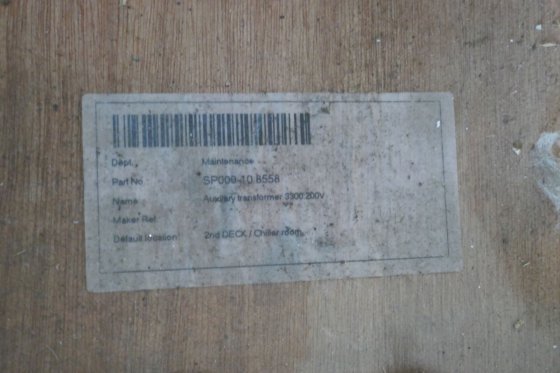 Dept. Maintenance
Part No SP000-10.8558
Name Auxiliary transformer 3300:200V
Maker Ref.
Default location 2nd DECK / Chiller room